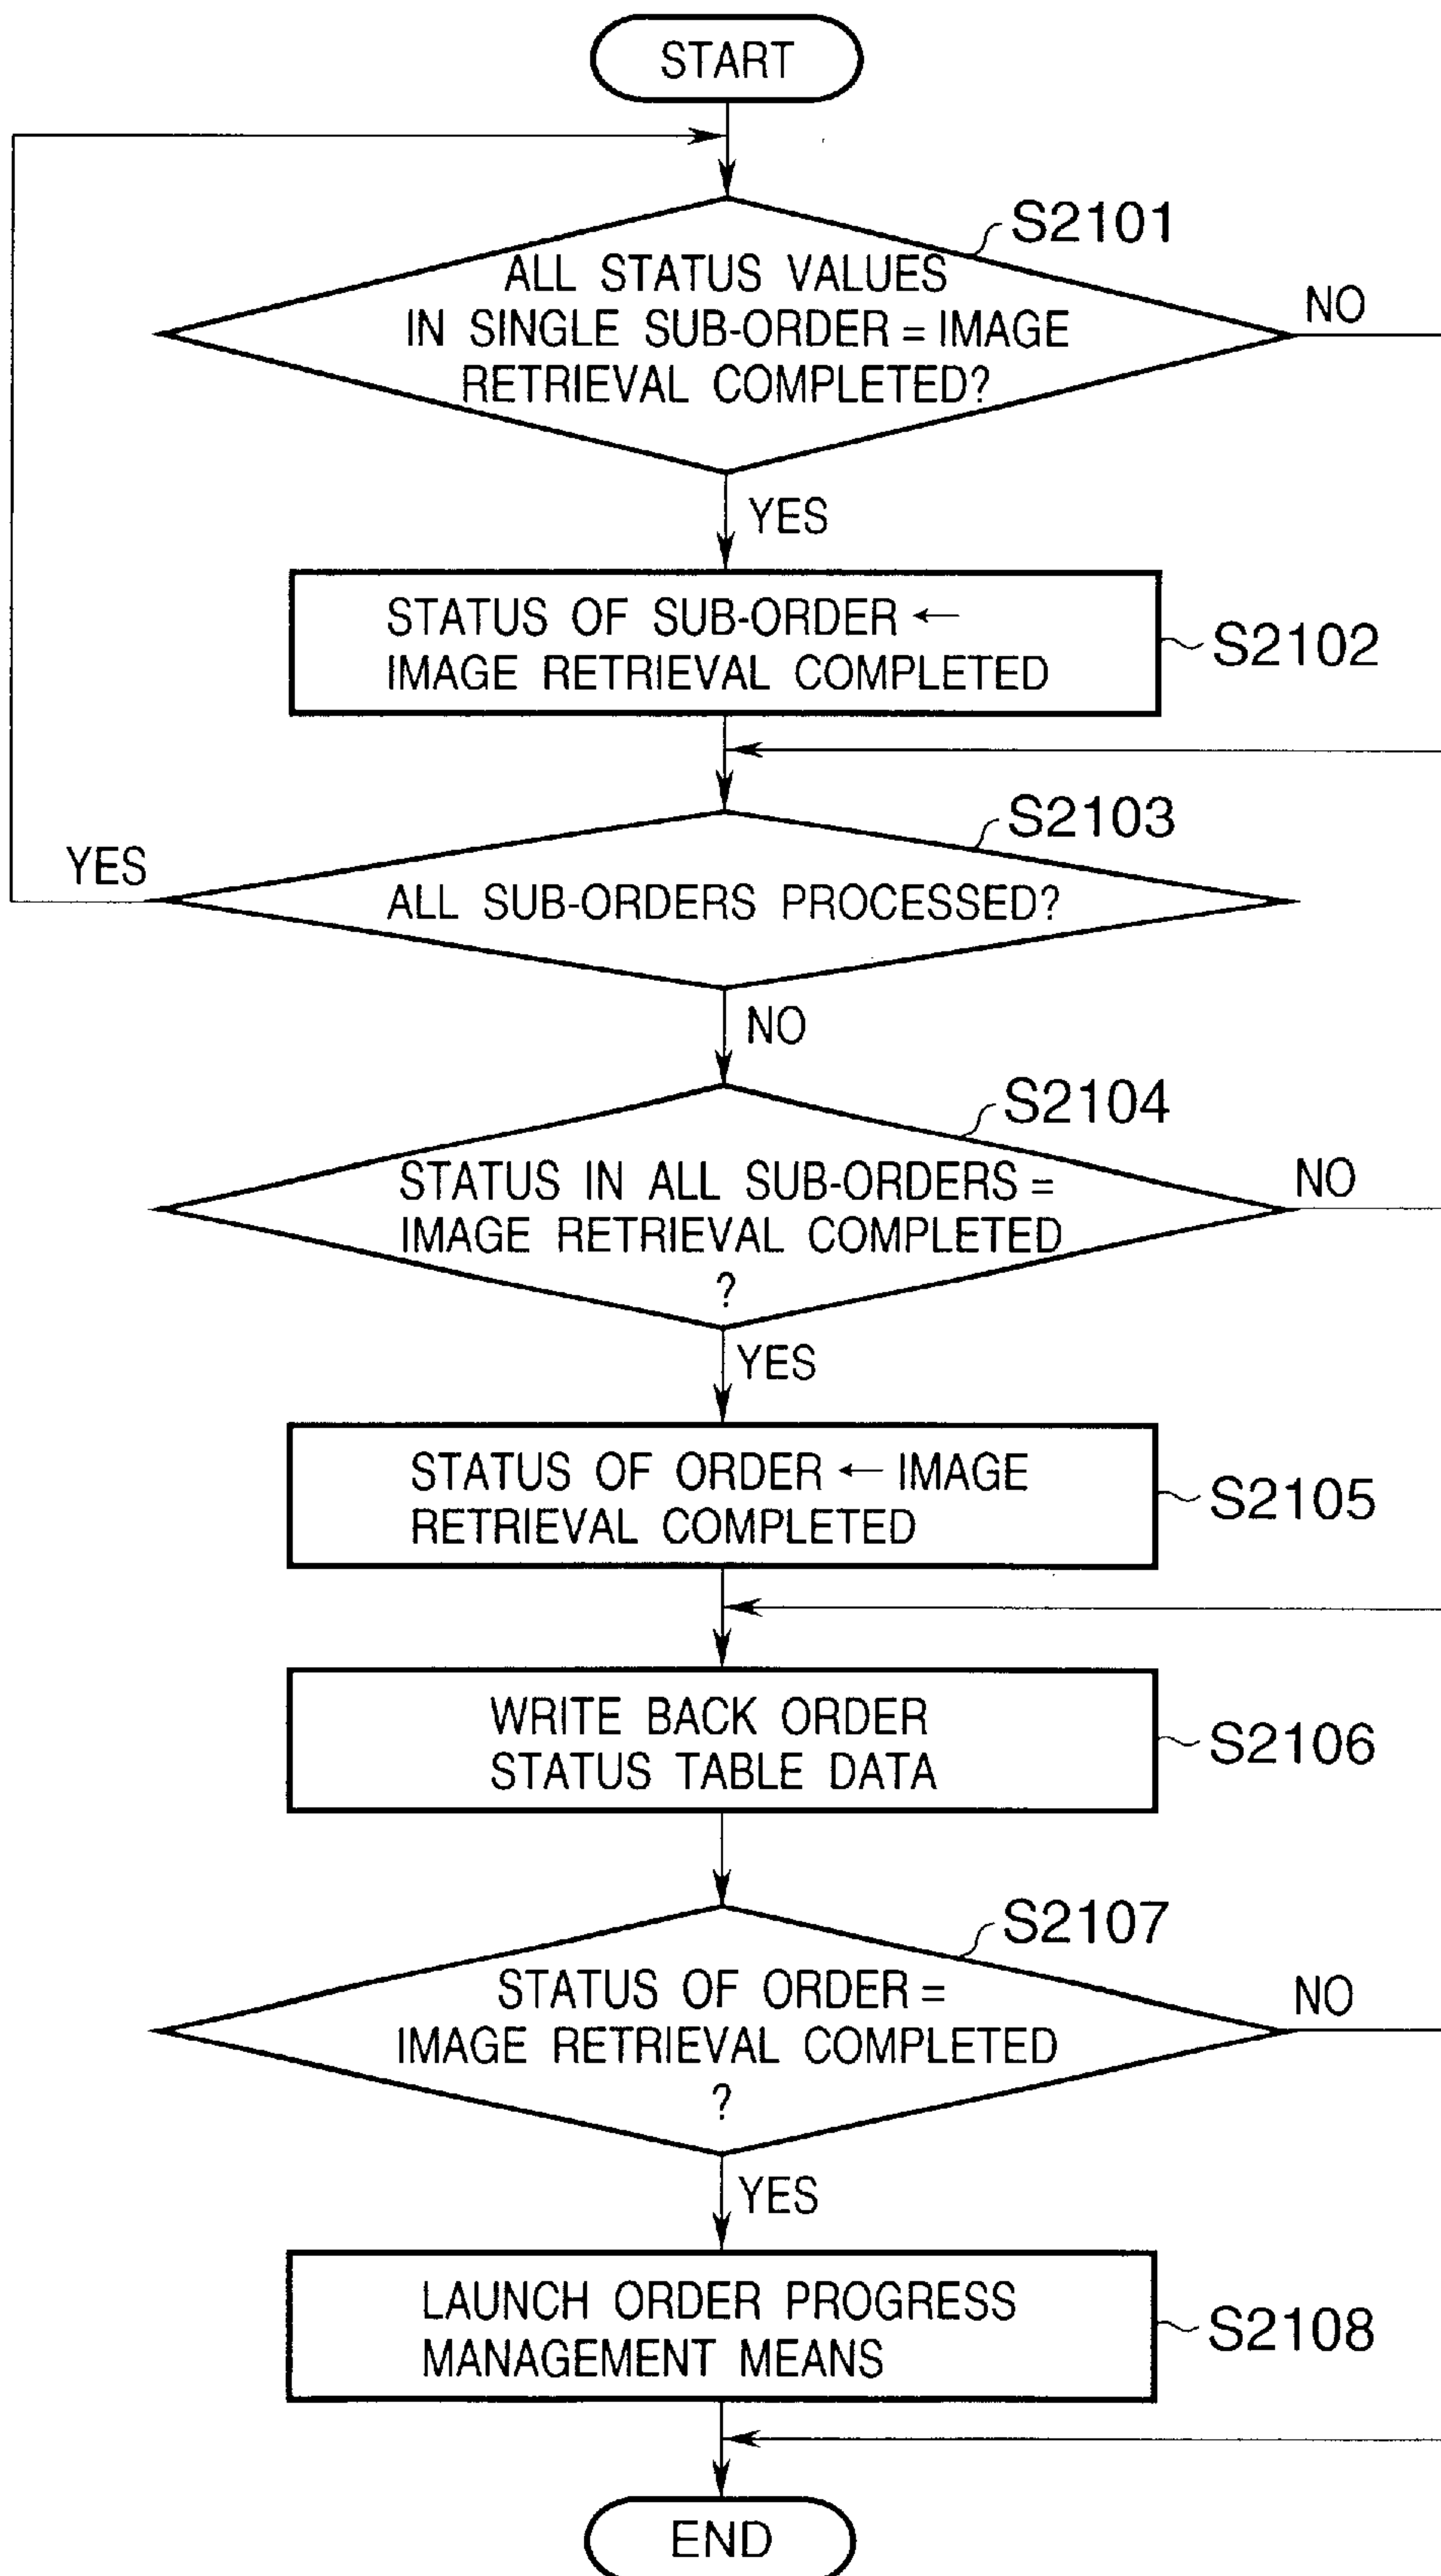 START
S2101
ALL STATUS VALUES
IN SINGLE SUB-ORDER = IMAGE
RETRIEVAL COMPLETED?
NO
YES
STATUS OF SUB-ORDER ←
IMAGE RETRIEVAL COMPLETED
S2102
S2103
YES
ALL SUB-ORDERS PROCESSED?
NO
S2104
STATUS IN ALL SUB-ORDERS =
IMAGE RETRIEVAL COMPLETED
?
NO
YES
STATUS OF ORDER ← IMAGE
RETRIEVAL COMPLETED
S2105
WRITE BACK ORDER
STATUS TABLE DATA
S2106
S2107
STATUS OF ORDER =
IMAGE RETRIEVAL COMPLETED
?
NO
YES
LAUNCH ORDER PROGRESS
MANAGEMENT MEANS
S2108
END